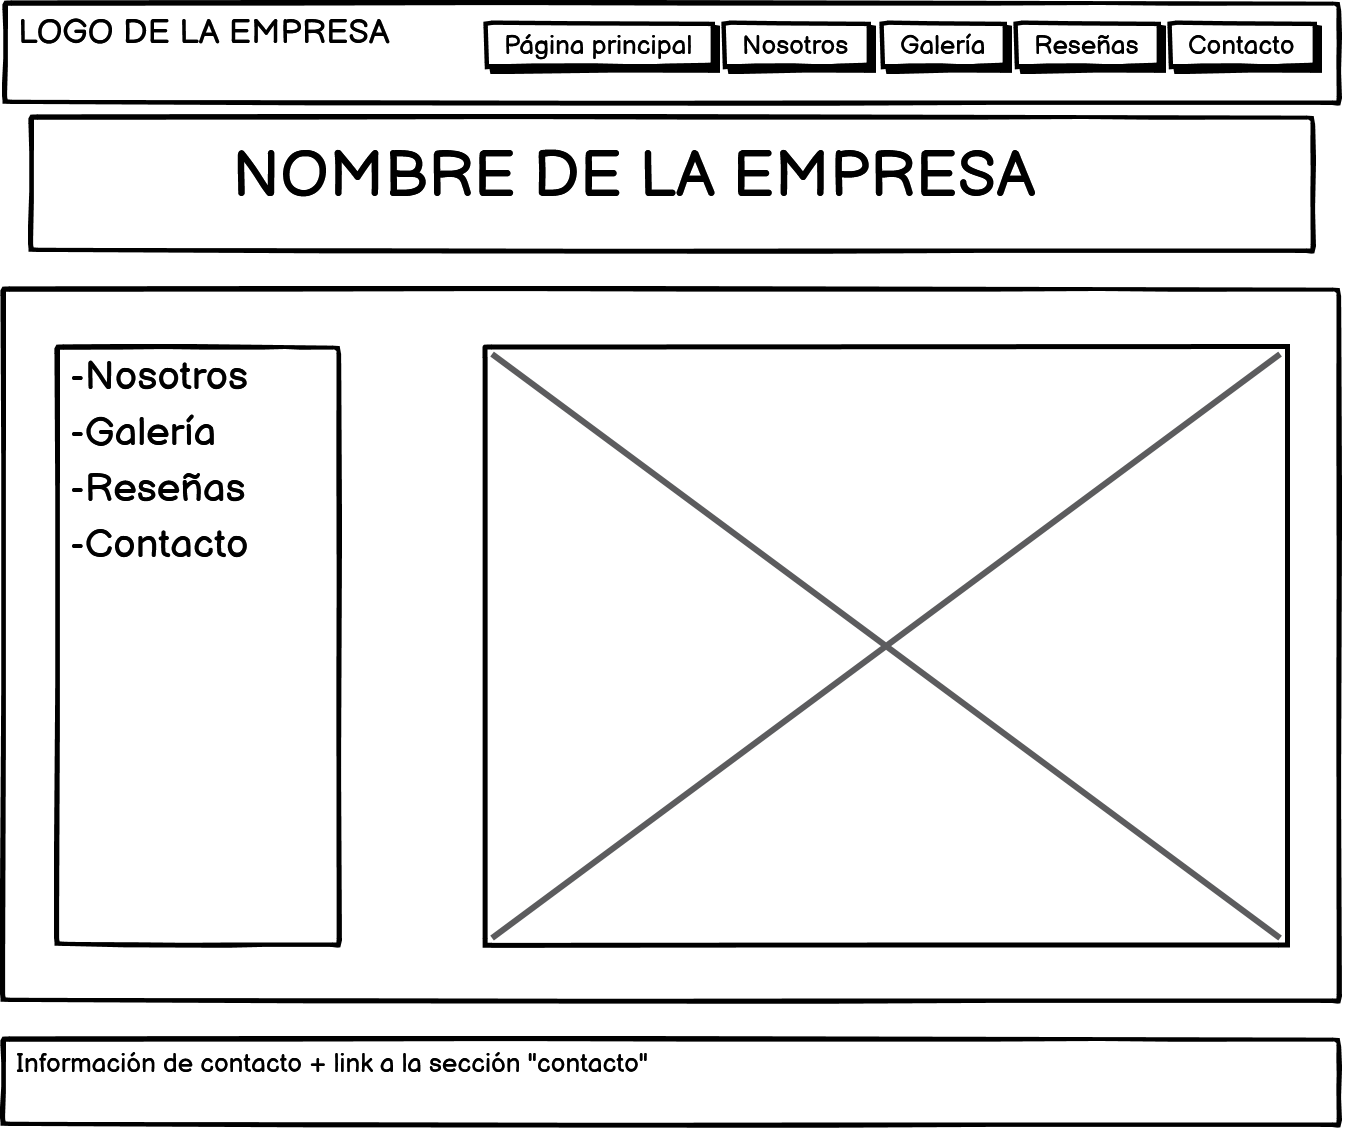 LOGO DE LA EMPRESA
Página principal
Nosotros
Galería
Reseñas
Contacto
NOMBRE DE LA EMPRESA
-Nosotros
-Galería
-Reseñas
-Contacto
Información de contacto + link a la sección "contacto"